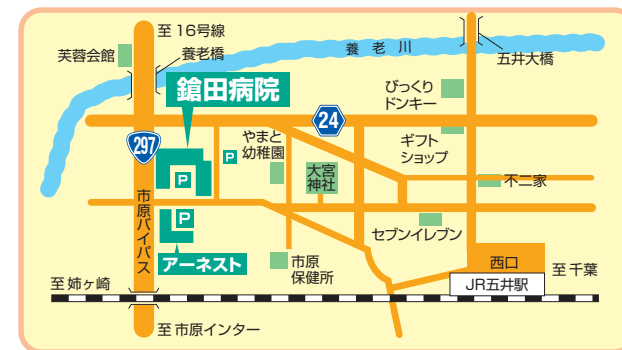 至16号線
芙蓉会館
養老橋
養老川
五井大橋
鎗田病院
びっくり
ドンキー
24
297
P
やまと
幼稚園
ギフト
ショップ
P
大宮
神社
不二家
市原バイパス
P
セブンイレブン
アーネスト
市原
保健所
西口
至千葉
至姉ヶ崎
JR五井駅
至市原インター